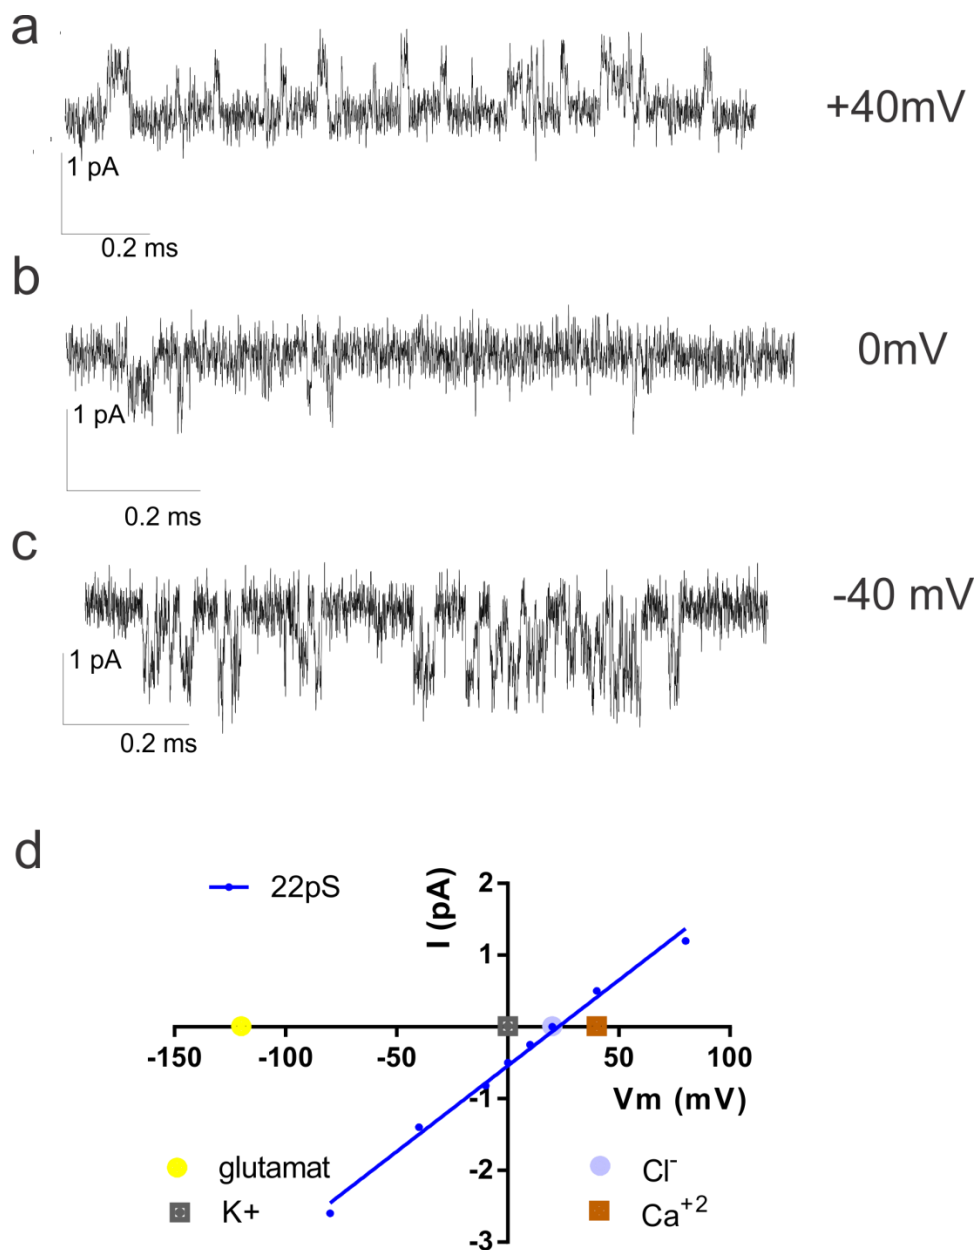 a
+40mV
1 pA
0.2 ms
b
0mV
1 pA
0.2 ms
c
-40 mV
1 pA
0.2 ms
d
22pS
I (pA)
2
1
-150 -100 -50 50 100
-1
Vm (mV)
-2
-3
glutamat
K+
Cl-
Ca+2